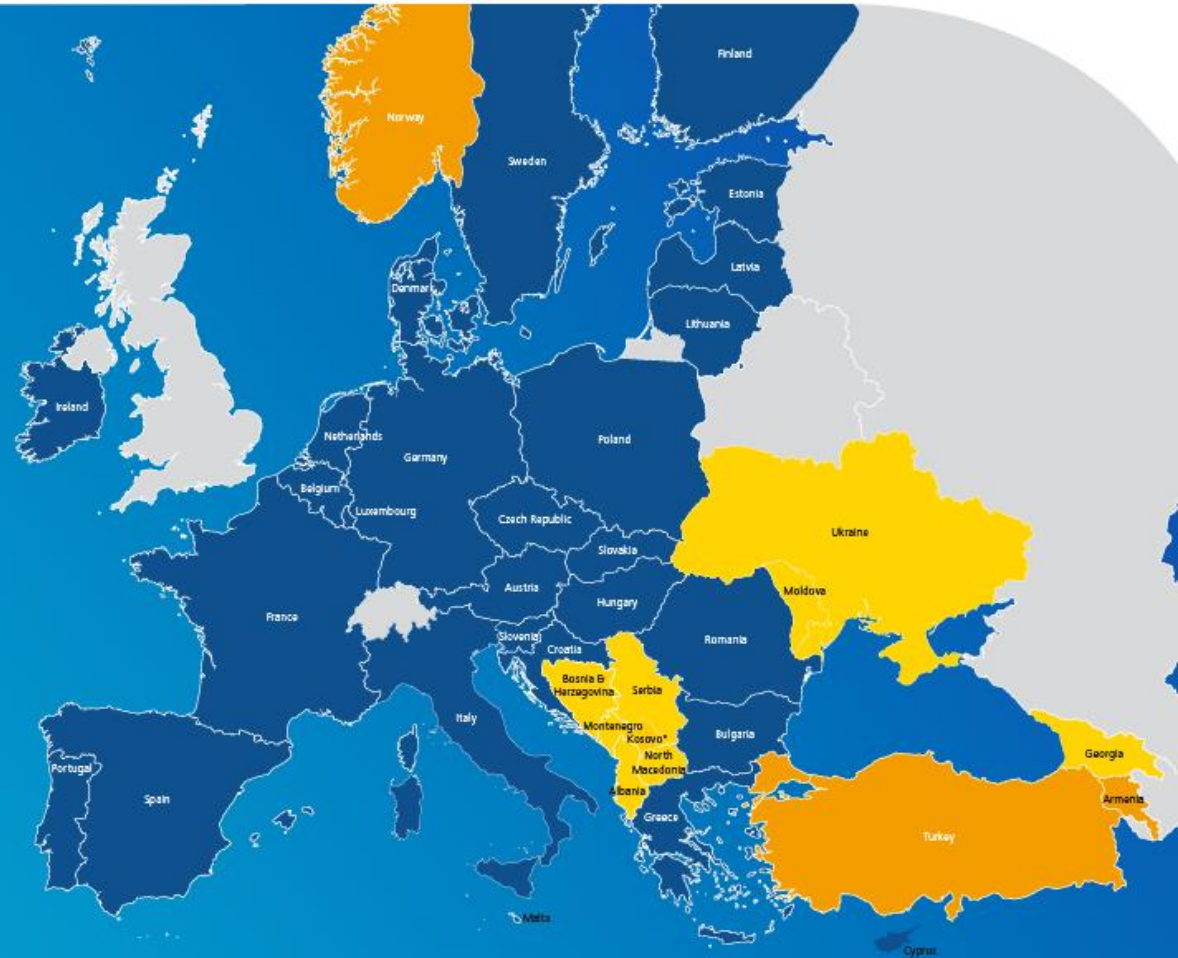 Finland
Norway
Sweden
Estonia
Latvia
Denmark
Lithuania
Ireland
Netherlands
Poland
Germany
Belgium
Luxembourg
Czech Republic
Ukraine
Slovakia
Austria
Moldova
Hungary
France
Slovenia
Romania
Croatia
Bosnia &
Herzegovina
Serbia
Italy
Montenegro
Bulgaria
Kosovo*
North
Macedonia
Georgia
Portugal
Albania
Spain
Armenia
Greece
Turkey
Malta
Cyprus